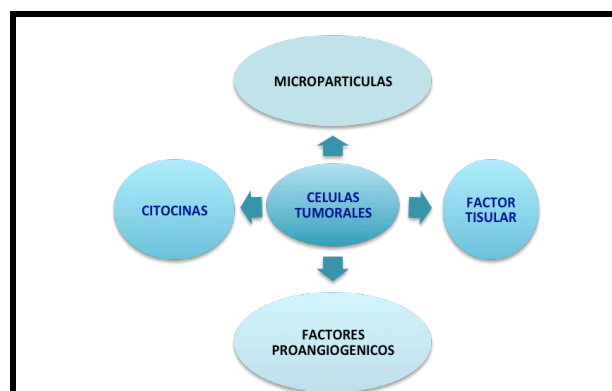 MICROPARTICULAS
CITOCINAS
CELULAS
TUMORALES
FACTOR
TISULAR
FACTORES
PROANGIOGENICOS